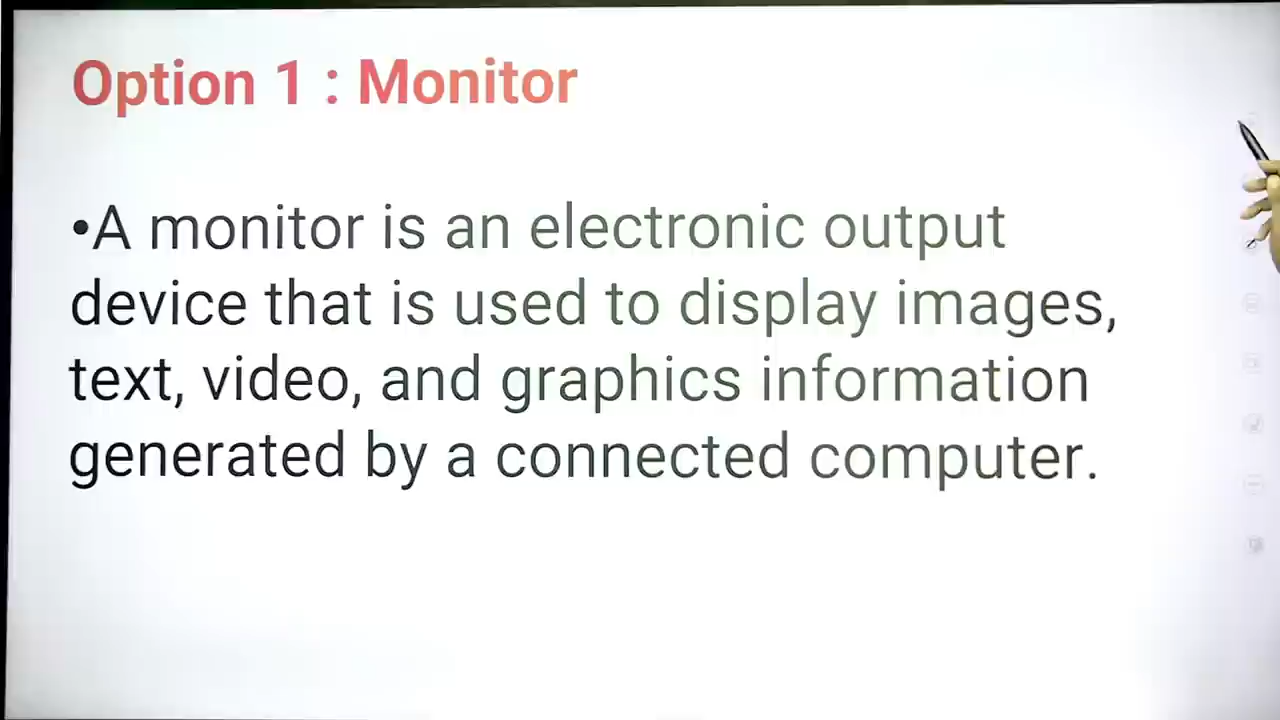 Option 1 : Monitor
•A monitor is an electronic output
device that is used to display images,
text, video, and graphics information
generated by a connected computer.